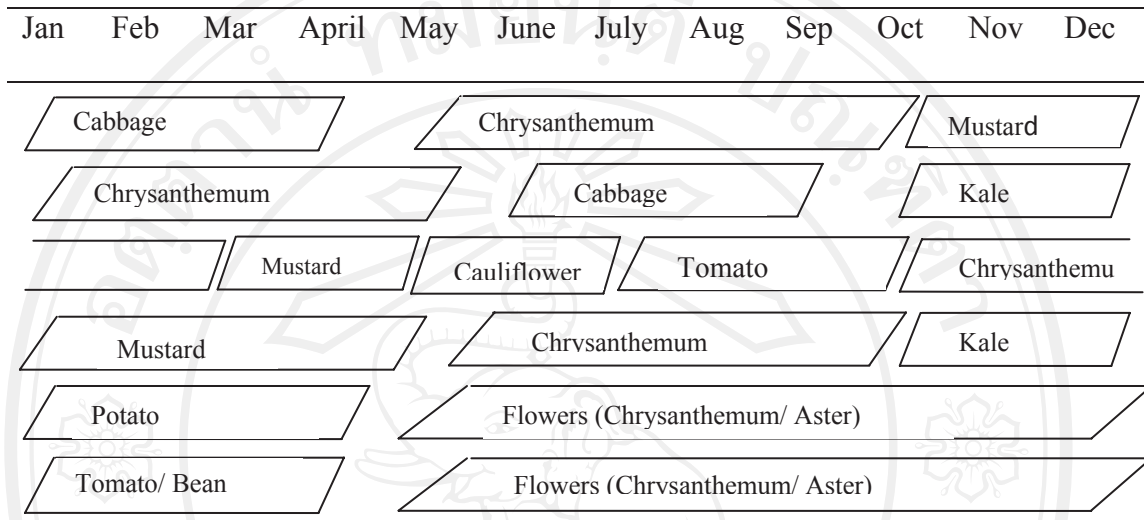 Jan Feb Mar April May June July Aug Sep Oct Nov Dec
Cabbage Chrysanthemum Mustard
Chrysanthemum Cabbage Kale
Mustard Cauliflower Tomato Chrysanthemu
Mustard Chrysanthemum Kale
Potato Flowers (Chrysanthemum/ Aster)
Tomato/ Bean Flowers (Chrysanthemum/ Aster)